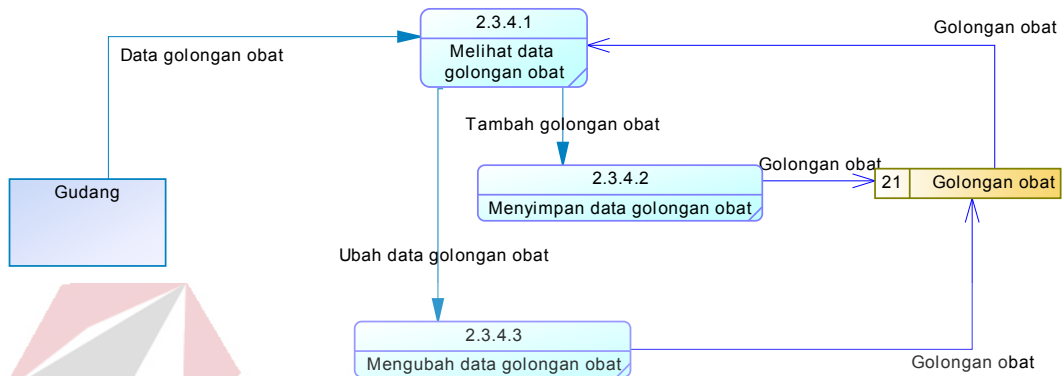 2.3.4.1
Melihat data
golongan obat
Golongan obat
Data golongan obat
Tambah golongan obat
Golongan obat
2.3.4.2
Menyimpan data golongan obat
21
Golongan obat
Gudang
Ubah data golongan obat
2.3.4.3
Mengubah data golongan obat
Golongan obat